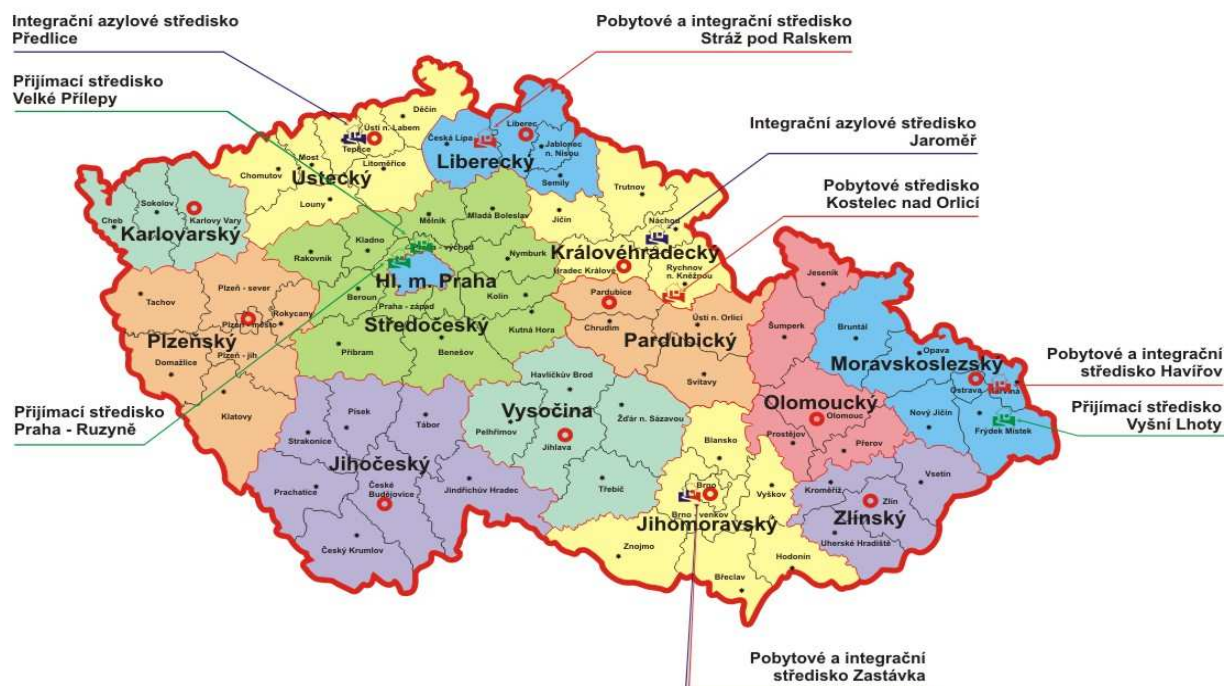 Integrační azylové středisko
Předlice
Pobytové a integrační středisko
Stráž pod Ralskem
Přijímací středisko
Velké Přílepy
Integrační azylové středisko
Jaroměř
Pobytové středisko
Kostelec nad Orlicí
Děčín
Ústí n. Labem
Teplice
Most
Litoměřice
Chomutov
Ústecký
Louny
Česká Lípa
Liberec
Jablonec
n. Nisou
Liberecký
Semily
Trutnov
Jičín
Náchod
Královéhradecký
Hradec Králové
Rychnov
n. Kněžnou
Sokolov
Cheb
Karlovy Vary
Karlovarský
Mělník
Mladá Boleslav
Kladno
Rakovník
- východ
Nymburk
Hl. m. Praha
Beroun
Praha - západ
Kolín
Středočeský
Kutná Hora
Příbram
Benešov
Tachov
Plzeň - sever
Rokycany
Plzeň - město
Plzeňský
Domažlice
Plzeň - jih
Klatovy
Pardubice
Chrudim
Ústí n. Orlicí
Pardubický
Svitavy
Jeseník
Šumperk
Bruntál
Opava
Moravskoslezský
Ostrava
Karviná
Nový Jičín
Frýdek Místek
Pobytové a integrační
středisko Havířov
Přijímací středisko
Vyšní Lhoty
Olomoucký
Olomouc
Prostějov
Přerov
Přijímací středisko
Praha - Ruzyně
Havlíčkův Brod
Vysočina
Žďár n. Sázavou
Pelhřimov
Jihlava
Třebíč
Písek
Tábor
Strakonice
Jihočeský
Prachatice
České
Budějovice
Jindřichův Hradec
Český Krumlov
Blansko
Brno
Vyškov
Brno - venkov
Jihomoravský
Znojmo
Hodonín
Břeclav
Vsetín
Kroměříž
Zlín
Zlínský
Uherské Hradiště
Pobytové a integrační
středisko Zastávka